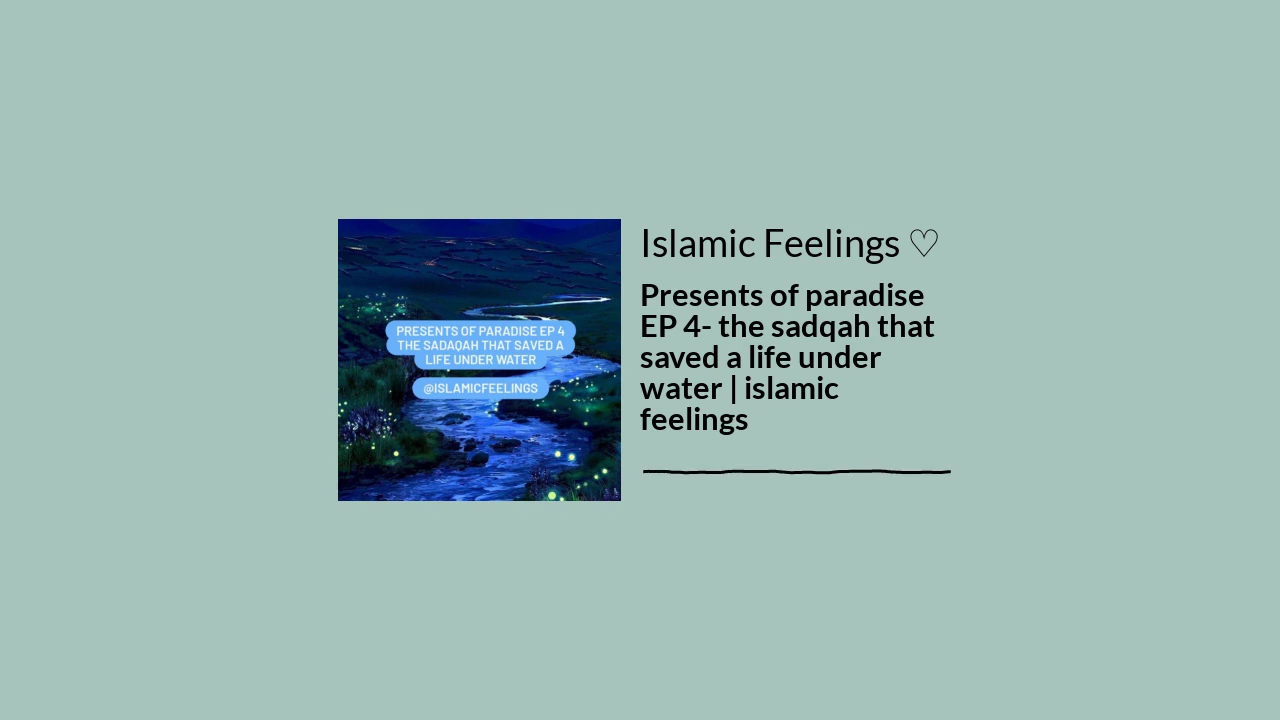 PRESENTS OF PARADISE EP 4
THE SADAQAH THAT SAVED A
LIFE UNDER WATER
@ISLAMICFEELINGS
Islamic Feelings ♡
Presents of paradise
EP 4- the sadqah that
saved a life under
water | islamic
feelings